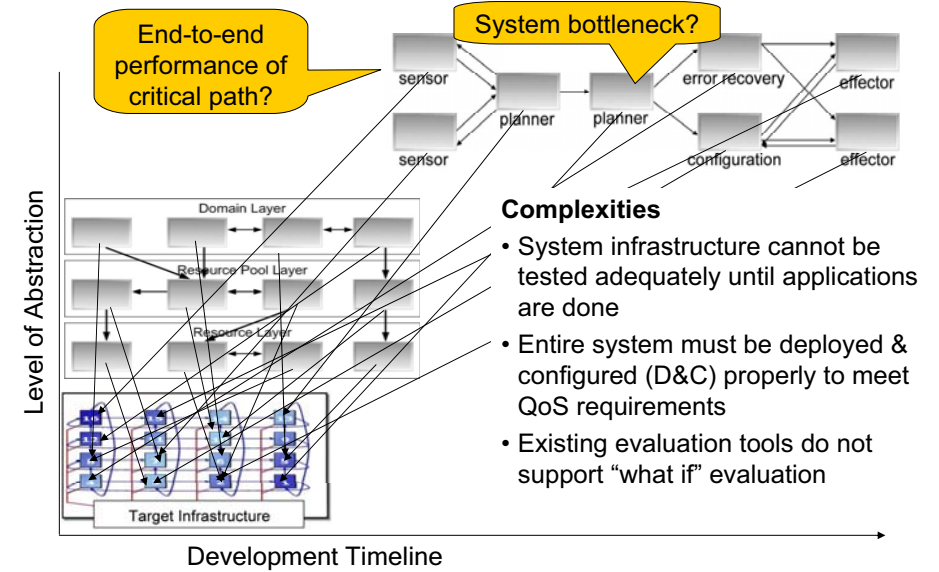 End-to-end
performance of
critical path?
System bottleneck?
sensor
error recovery
effector
planner
planner
sensor
configuration
effector
Level of Abstraction
Domain Layer
Resource Pool Layer
Resource Layer
Target Infrastructure
Complexities
• System infrastructure cannot be
tested adequately until applications
are done
• Entire system must be deployed &
configured (D&C) properly to meet
QoS requirements
• Existing evaluation tools do not
support “what if” evaluation
Development Timeline